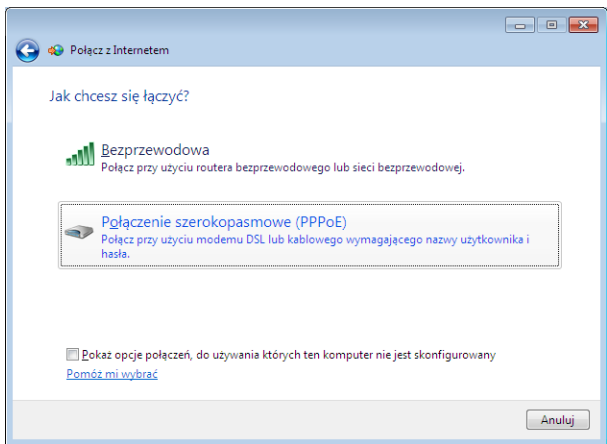 Połącz z Internetem
Jak chcesz się łączyć?
Bezprzewodowa
Połącz przy użyciu routera bezprzewodowego lub sieci bezprzewodowej.
Połączenie szerokopasmowe (PPPoE)
Połącz przy użyciu modemu DSL lub kablowego wymagającego nazwy użytkownika i
hasła.
Pokaż opcje połączeń, do używania których ten komputer nie jest skonfigurowany
Pomóż mi wybrać
Anuluj